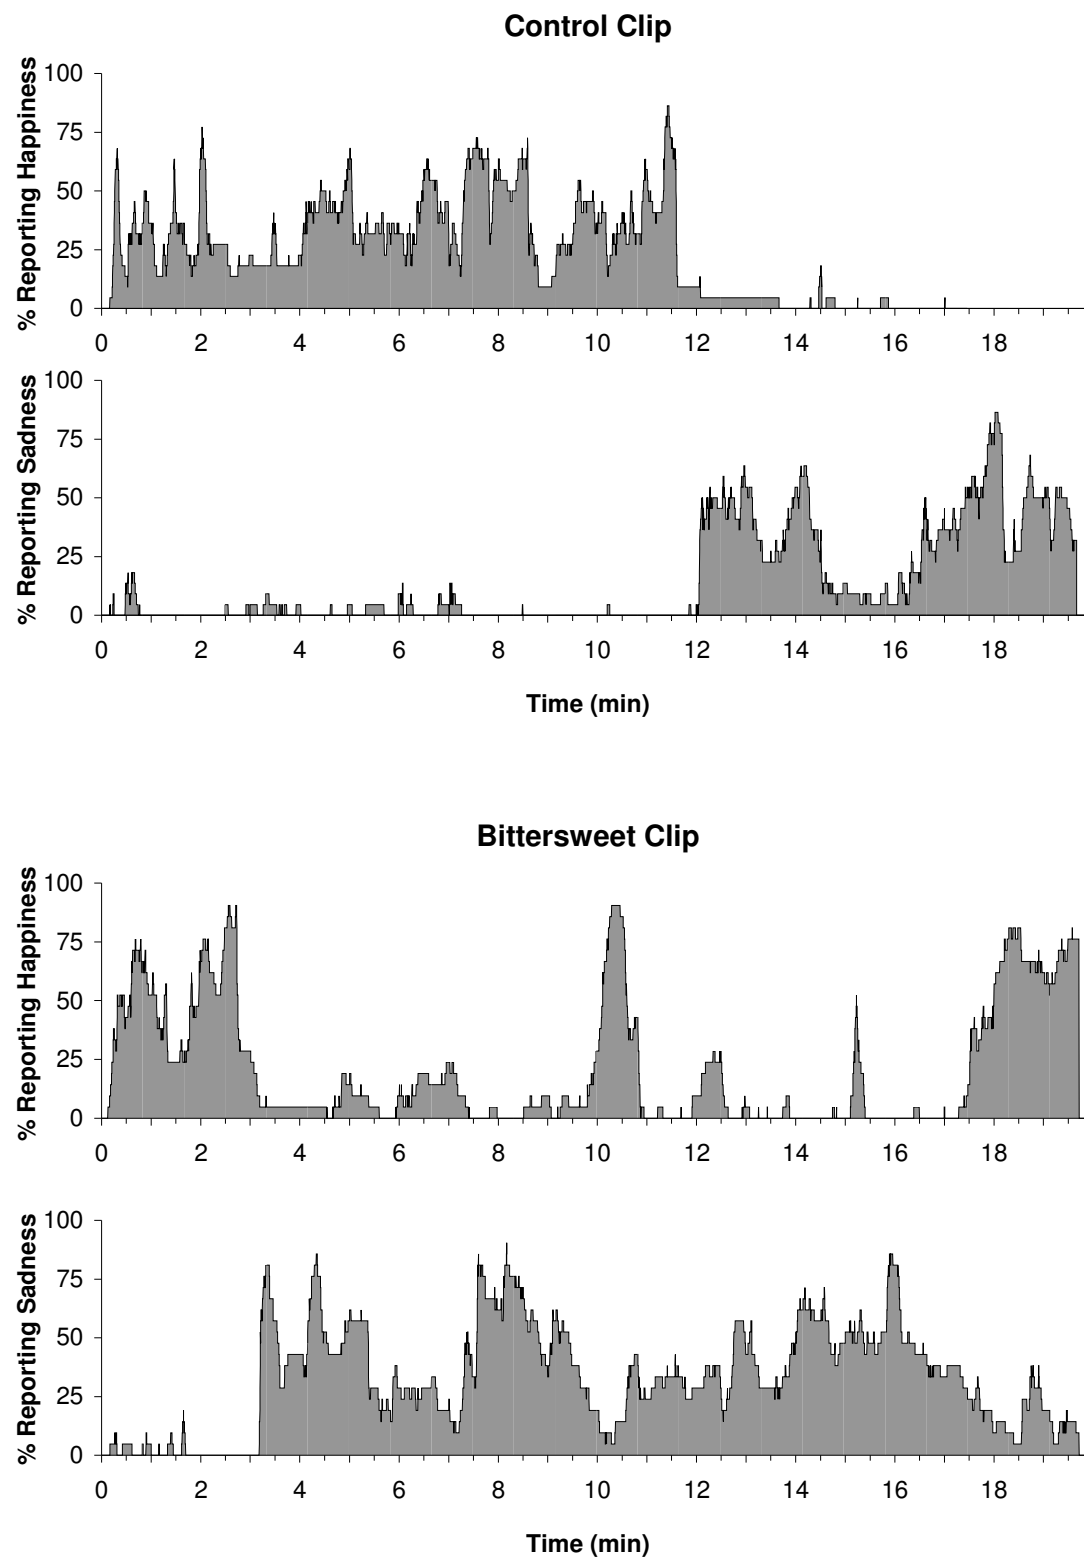 Control Clip
% Reporting Happiness
100
75
50
25
0
0 2 4 6 8 10 12 14 16 18
% Reporting Sadness
100
75
50
25
0
0 2 4 6 8 10 12 14 16 18
Time (min)
Bittersweet Clip
% Reporting Happiness
100
75
50
25
0
0 2 4 6 8 10 12 14 16 18
% Reporting Sadness
100
75
50
25
0
0 2 4 6 8 10 12 14 16 18
Time (min)